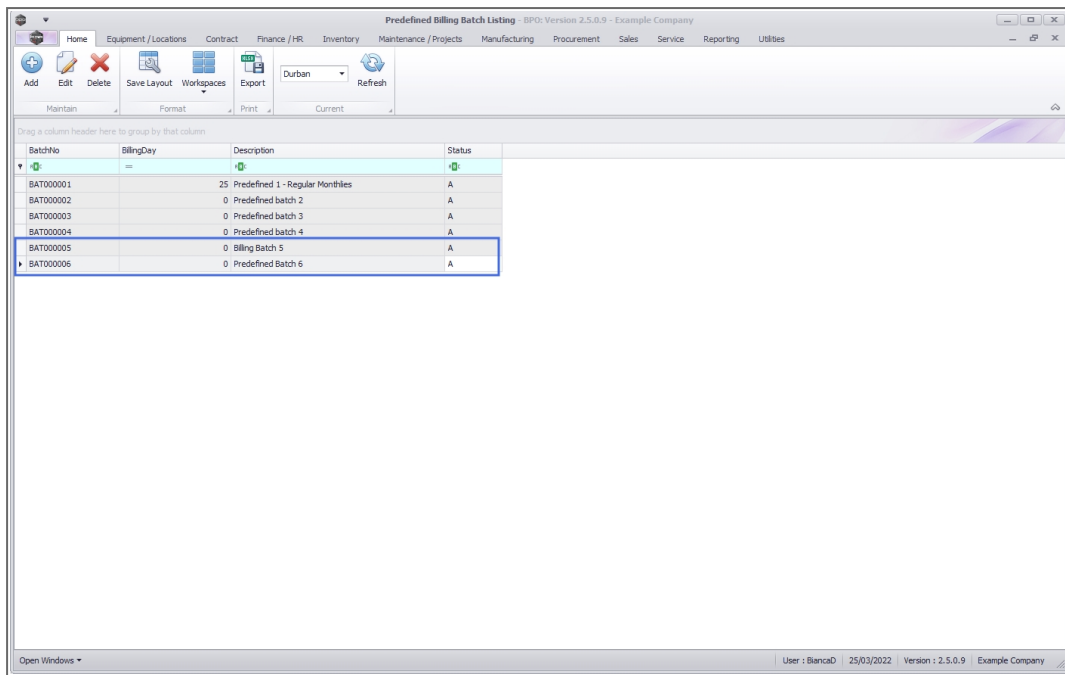 Predefined Billing Batch Listing - BPO: Version 2.5.0.9 - Example Company
Home Equipment / Locations Contract Finance / HR Inventory Maintenance / Projects Manufacturing Procurement Sales Service Reporting Utilities
Add Edit Delete Save Layout Workspaces Export Durban Refresh
Maintain Format Print Current
Drag a column header here to group by that column
BatchNo BillingDay Description Status
=
BAT000001 25 Predefined 1 - Regular Monthlies A
BAT000002 0 Predefined batch 2 A
BAT000003 0 Predefined batch 3 A
BAT000004 0 Predefined batch 4 A
BAT000005 0 Billing Batch 5 A
BAT000006 0 Predefined Batch 6 A
Open Windows User : BiancaD 25/03/2022 Version : 2.5.0.9 Example Company